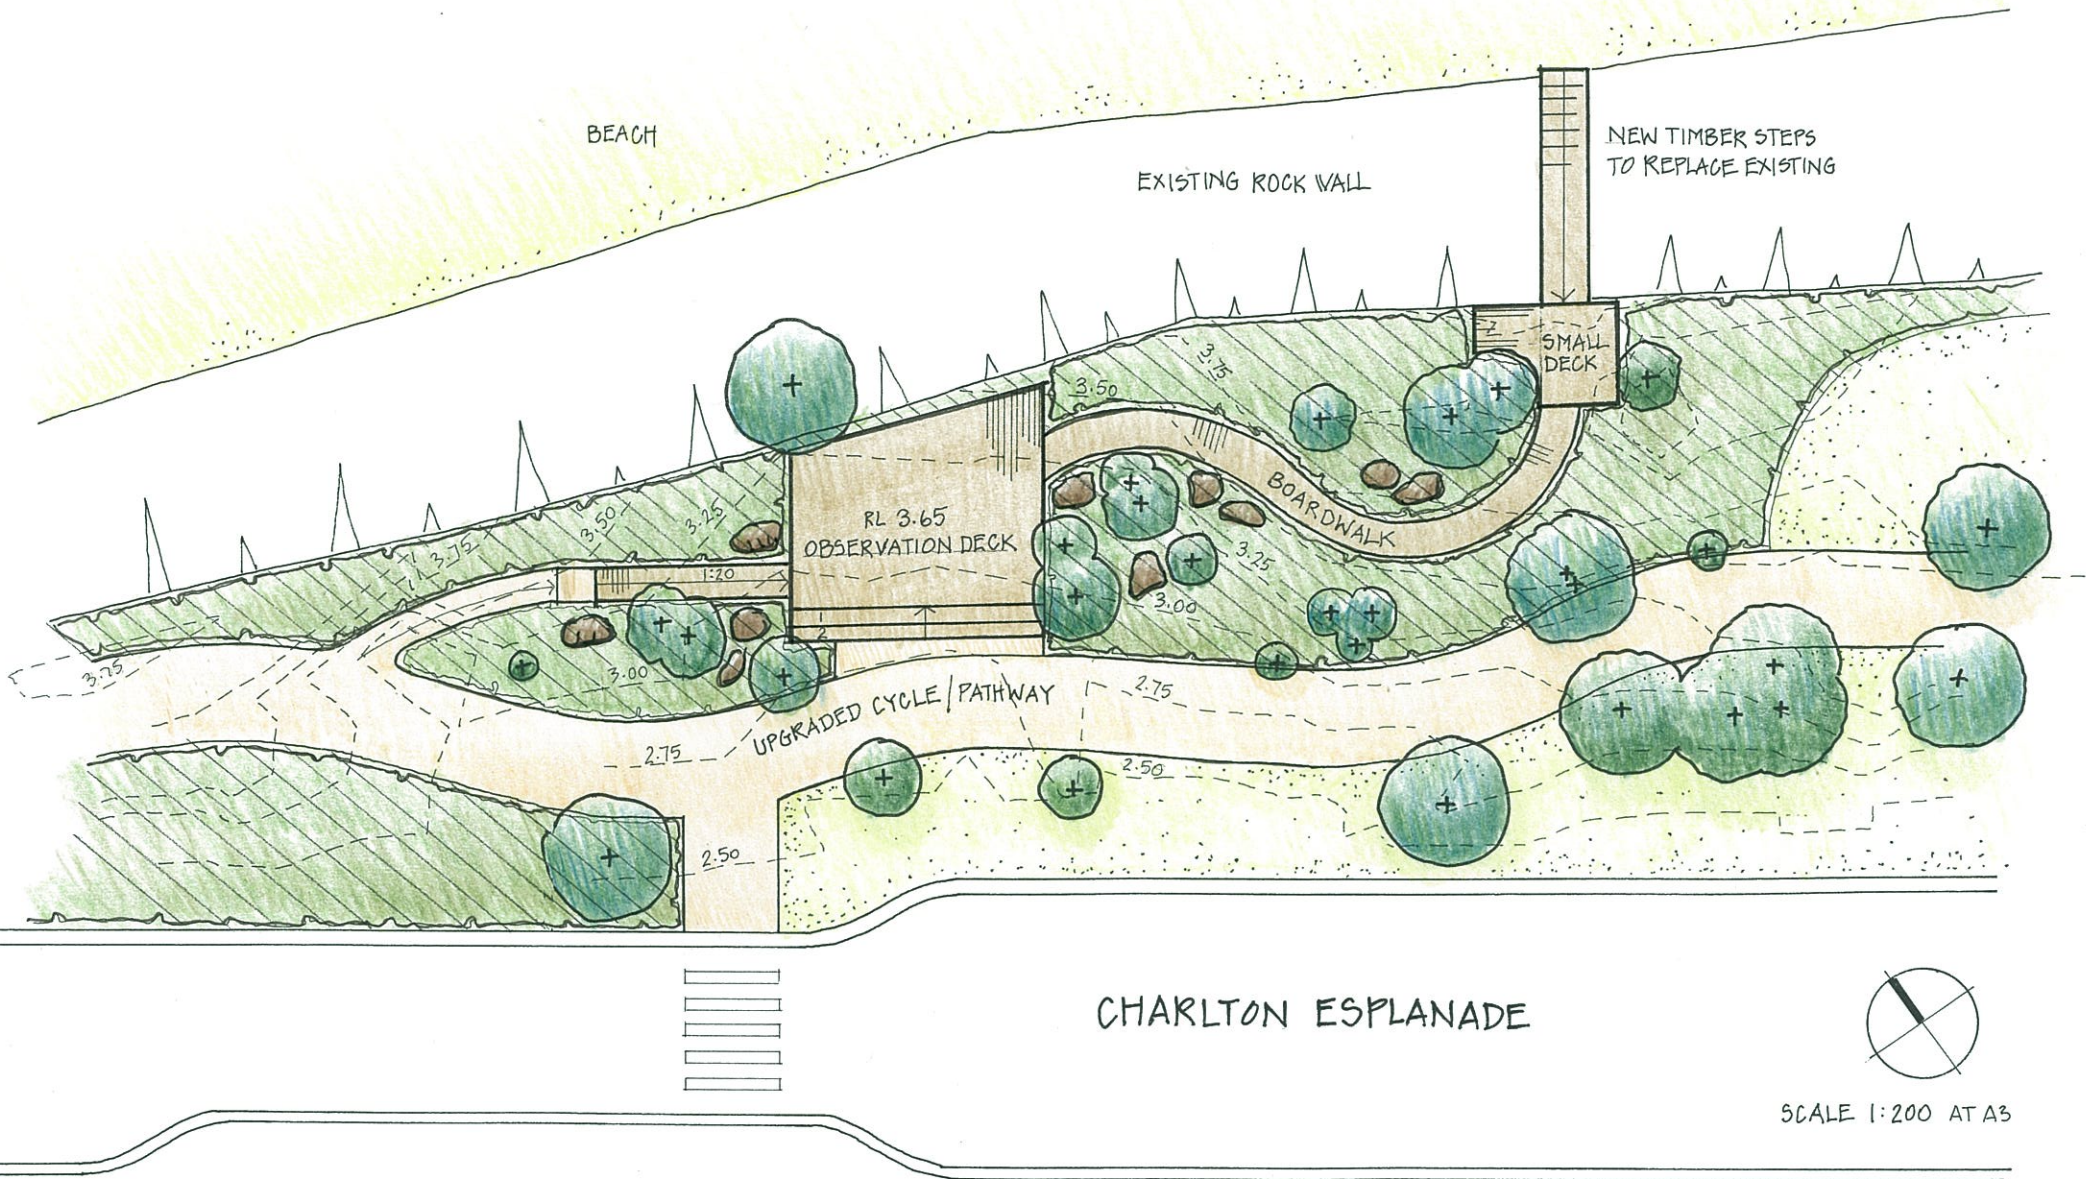 BEACH
NEW TIMBER STEPS
TO REPLACE EXISTING
EXISTING ROCK WALL
SMALL
DECK
3.75
3.50
BOARDWALK
RL 3.65
OBSERVATION DECK
3.50
3.25
3.75
3.25
1:20
3.00
3.00
3.75
2.75
UPGRADED CYCLE/PATHWAY
2.75
2.50
2.50
CHARLTON ESPLANADE
SCALE 1:200 AT A3